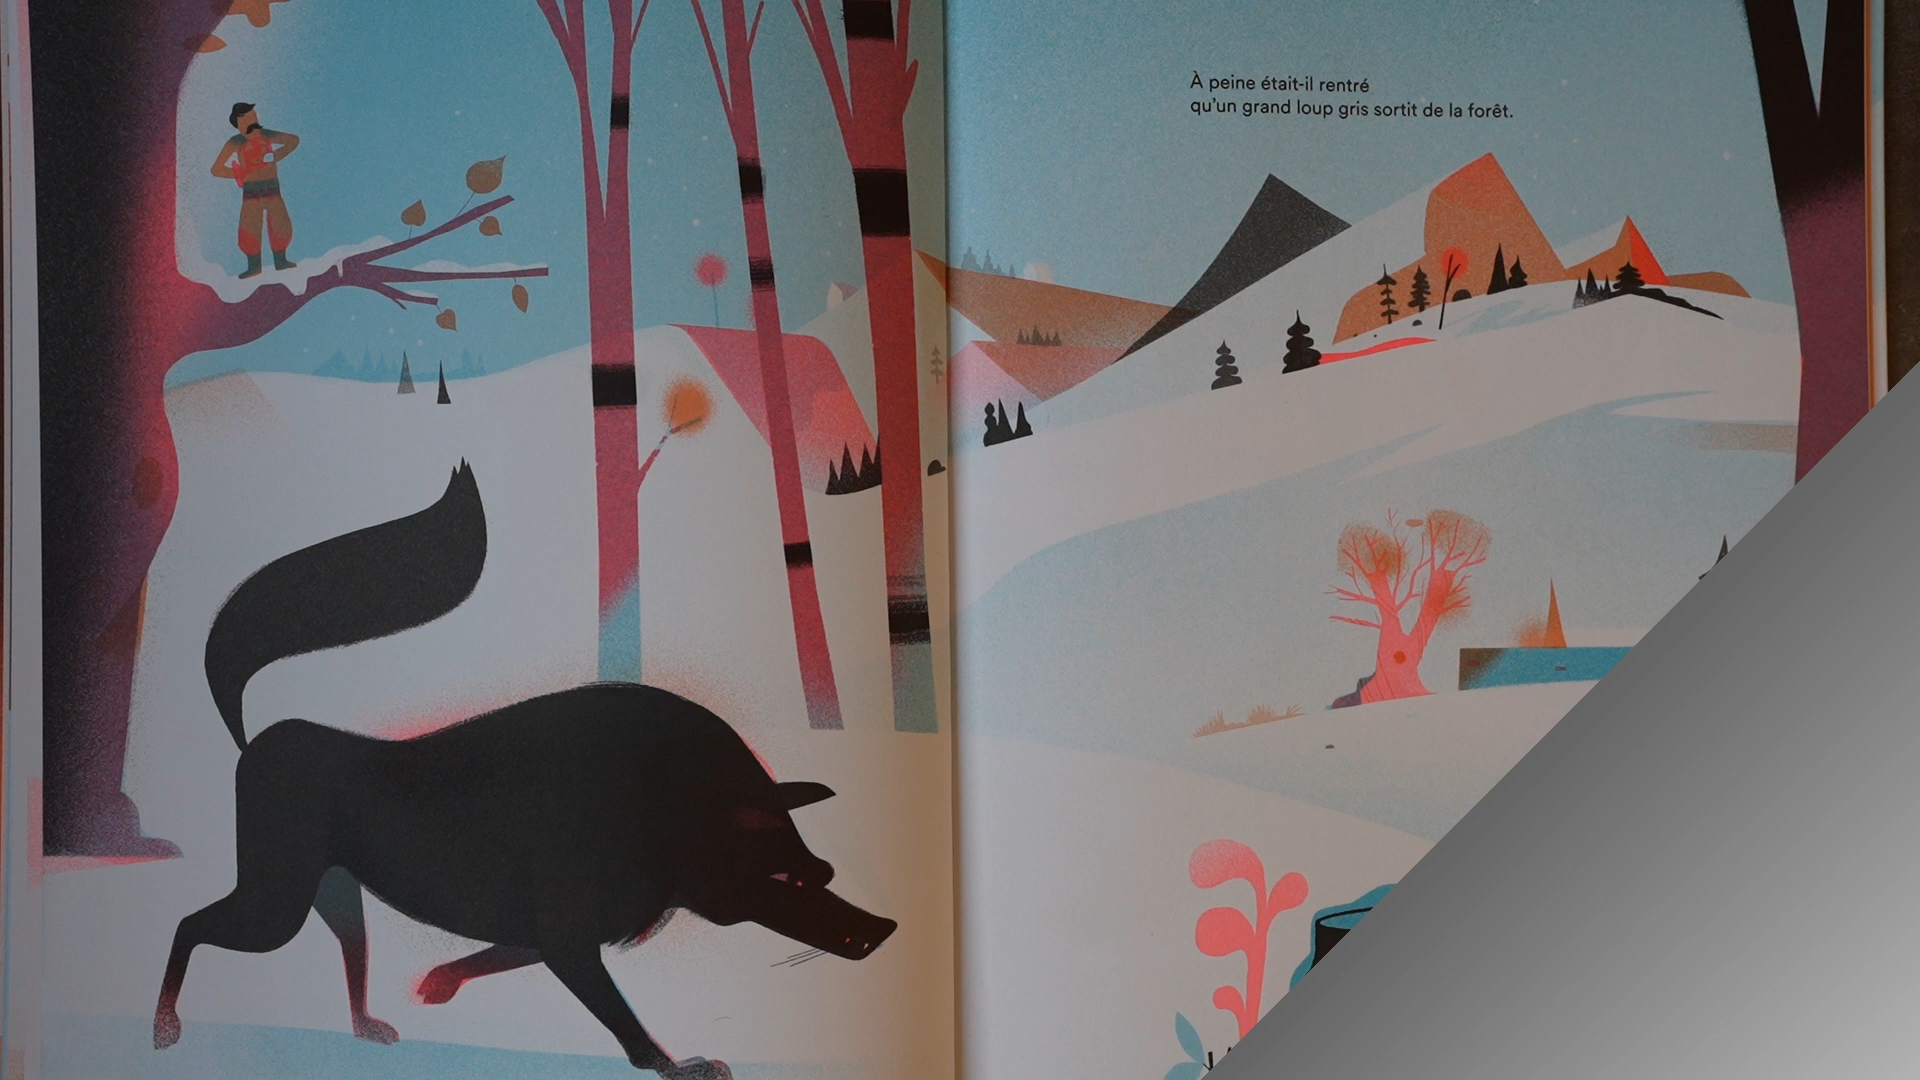 À peine était-il rentré
qu'un grand loup gris sortit de la forêt.